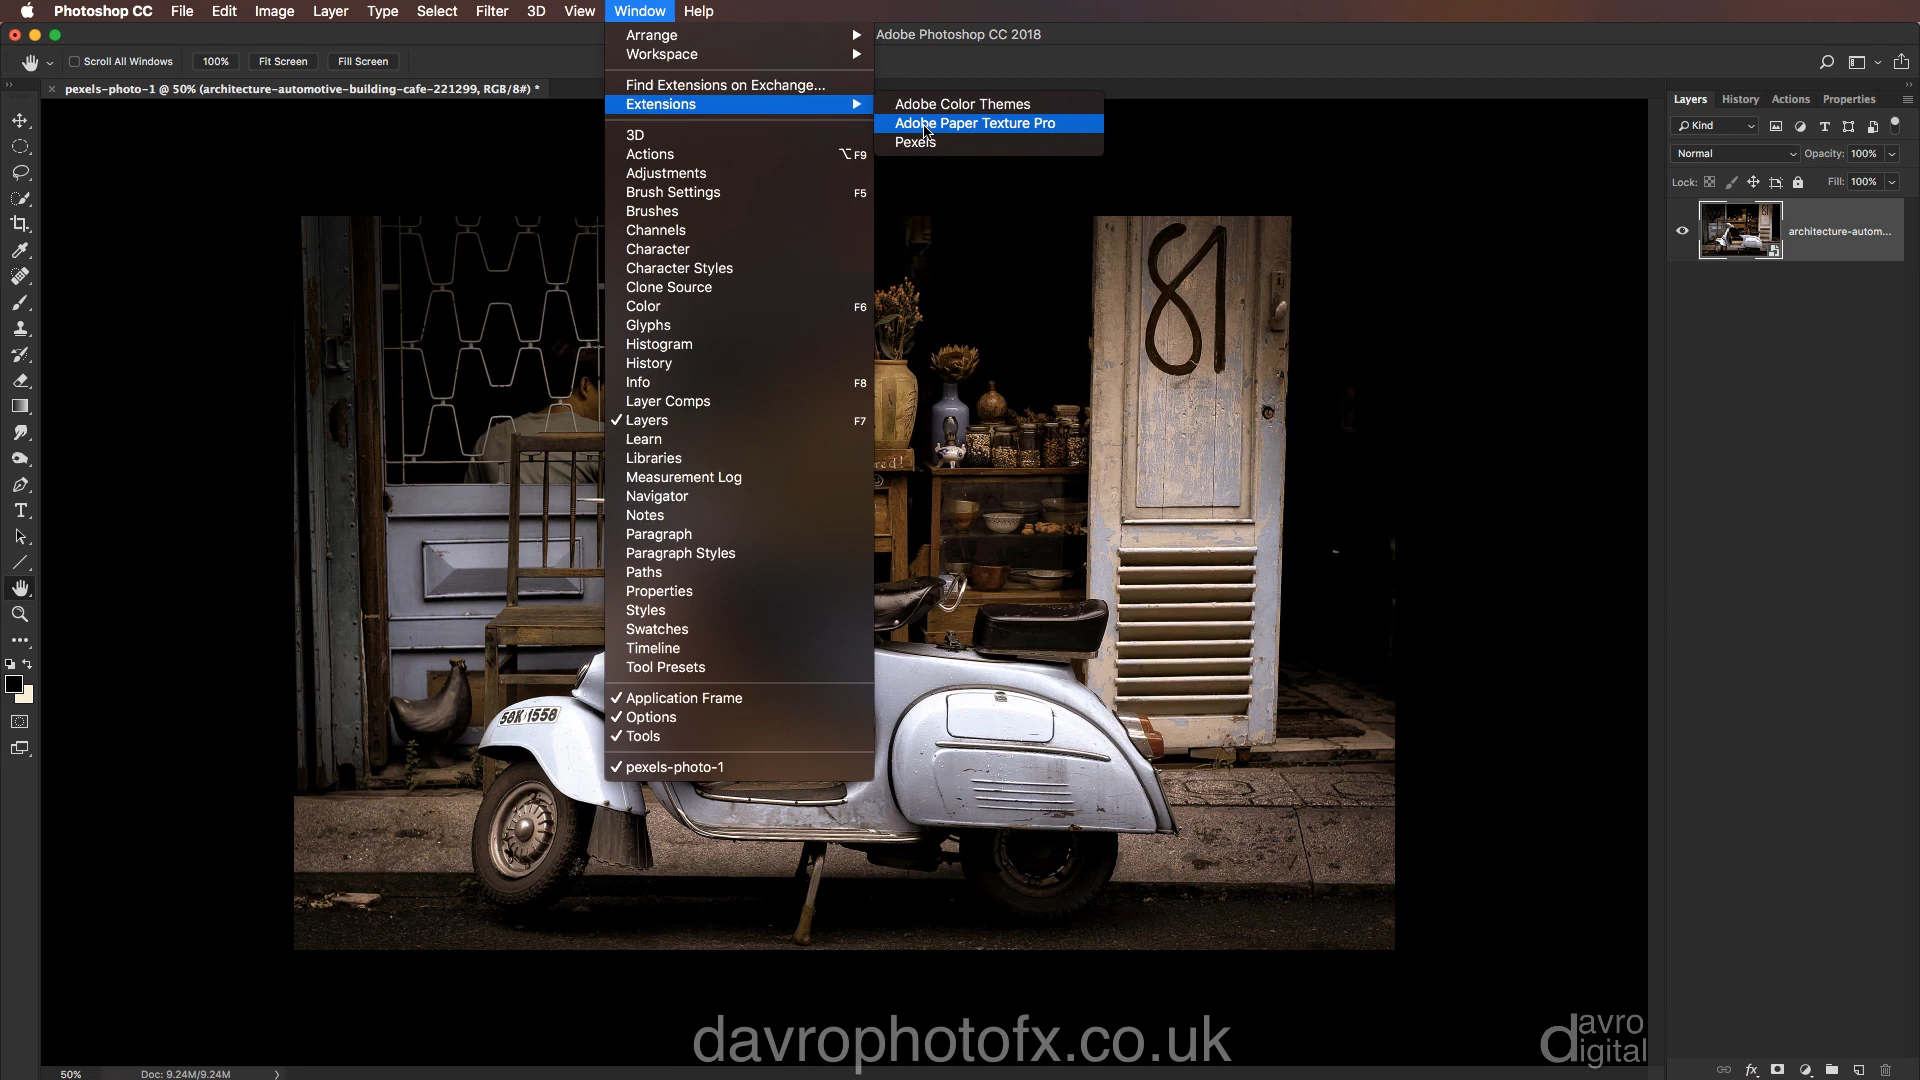 Photoshop CC File Edit Image Layer Type Select Filter 3D View Window Help
Adobe Photoshop CC 2018
Scroll All Windows 100% Fit Screen Fill Screen
pexels-photo-1 @ 50% (architecture-automotive-building-cafe-221299, RGB/8#) *
Arrange
Workspace
Find Extensions on Exchange...
Extensions
Adobe Color Themes
Adobe Paper Texture Pro
Pexels
3D
Actions ⌥F9
Adjustments
Brush Settings F5
Brushes
Channels
Character
Character Styles
Clone Source
Color F6
Glyphs
Histogram
History
Info F8
Layer Comps
Layers F7
Learn
Libraries
Measurement Log
Navigator
Notes
Paragraph
Paragraph Styles
Paths
Properties
Styles
Swatches
Timeline
Tool Presets
Application Frame
Options
Tools
pexels-photo-1
Layers History Actions Properties
Kind
Normal Opacity: 100%
Lock: Fill: 100%
architecture-autom...
81
58K 1558
davrophotofx.co.uk
davro
digital
50% Doc: 9.24M/9.24M